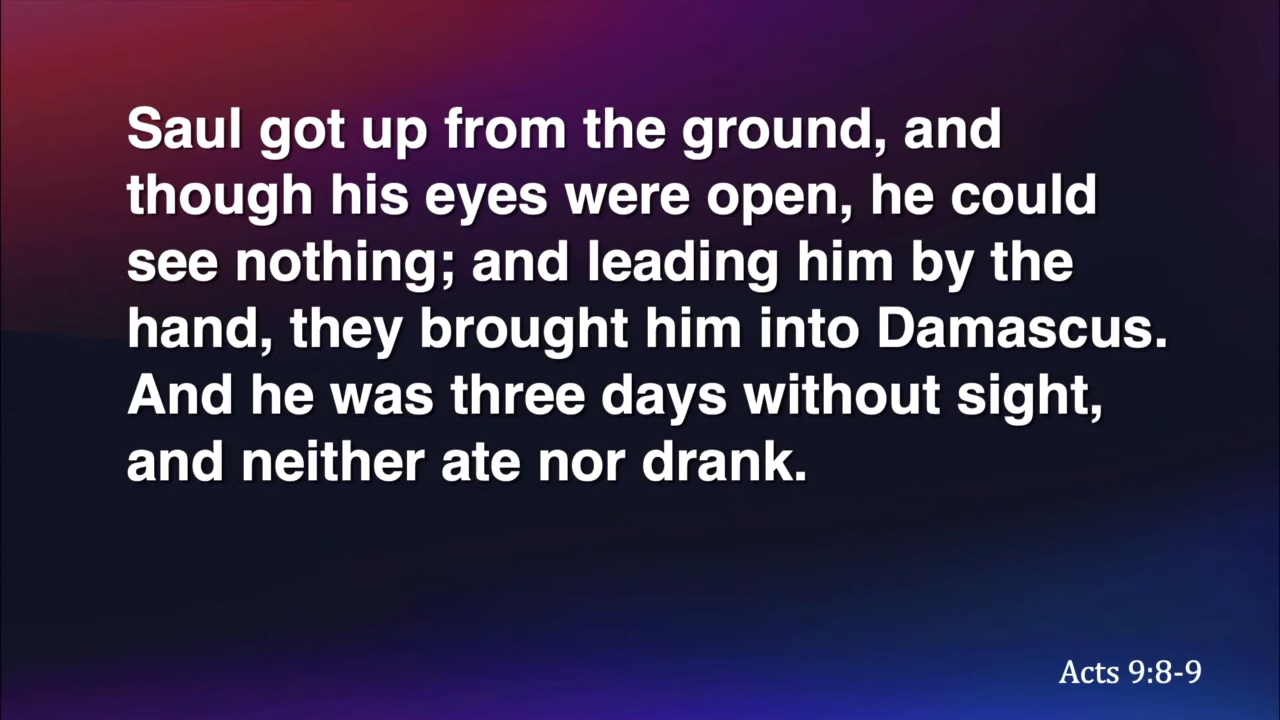 Saul got up from the ground, and
though his eyes were open, he could
see nothing; and leading him by the
hand, they brought him into Damascus.
And he was three days without sight,
and neither ate nor drank.
Acts 9:8-9